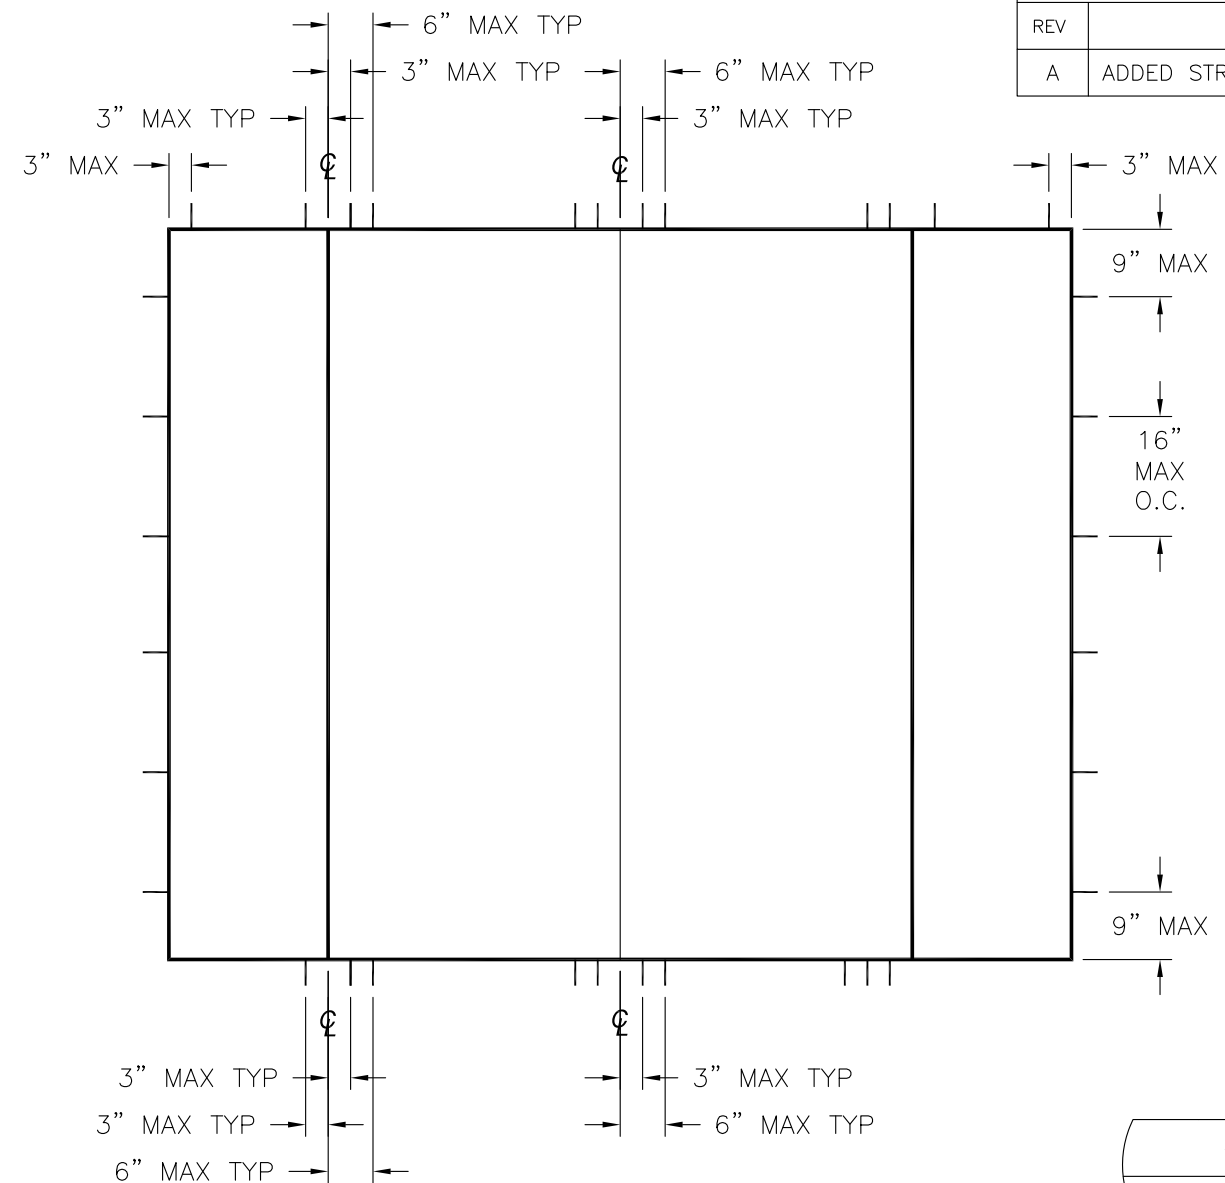 6” MAX TYP
REV
3” MAX TYP
6” MAX TYP
A
ADDED STR
3” MAX TYP
3” MAX TYP
3” MAX
℄
℄
3” MAX
9” MAX
16”
MAX
O.C.
9” MAX
℄
℄
3” MAX TYP
3” MAX TYP
3” MAX TYP
6” MAX TYP
6” MAX TYP